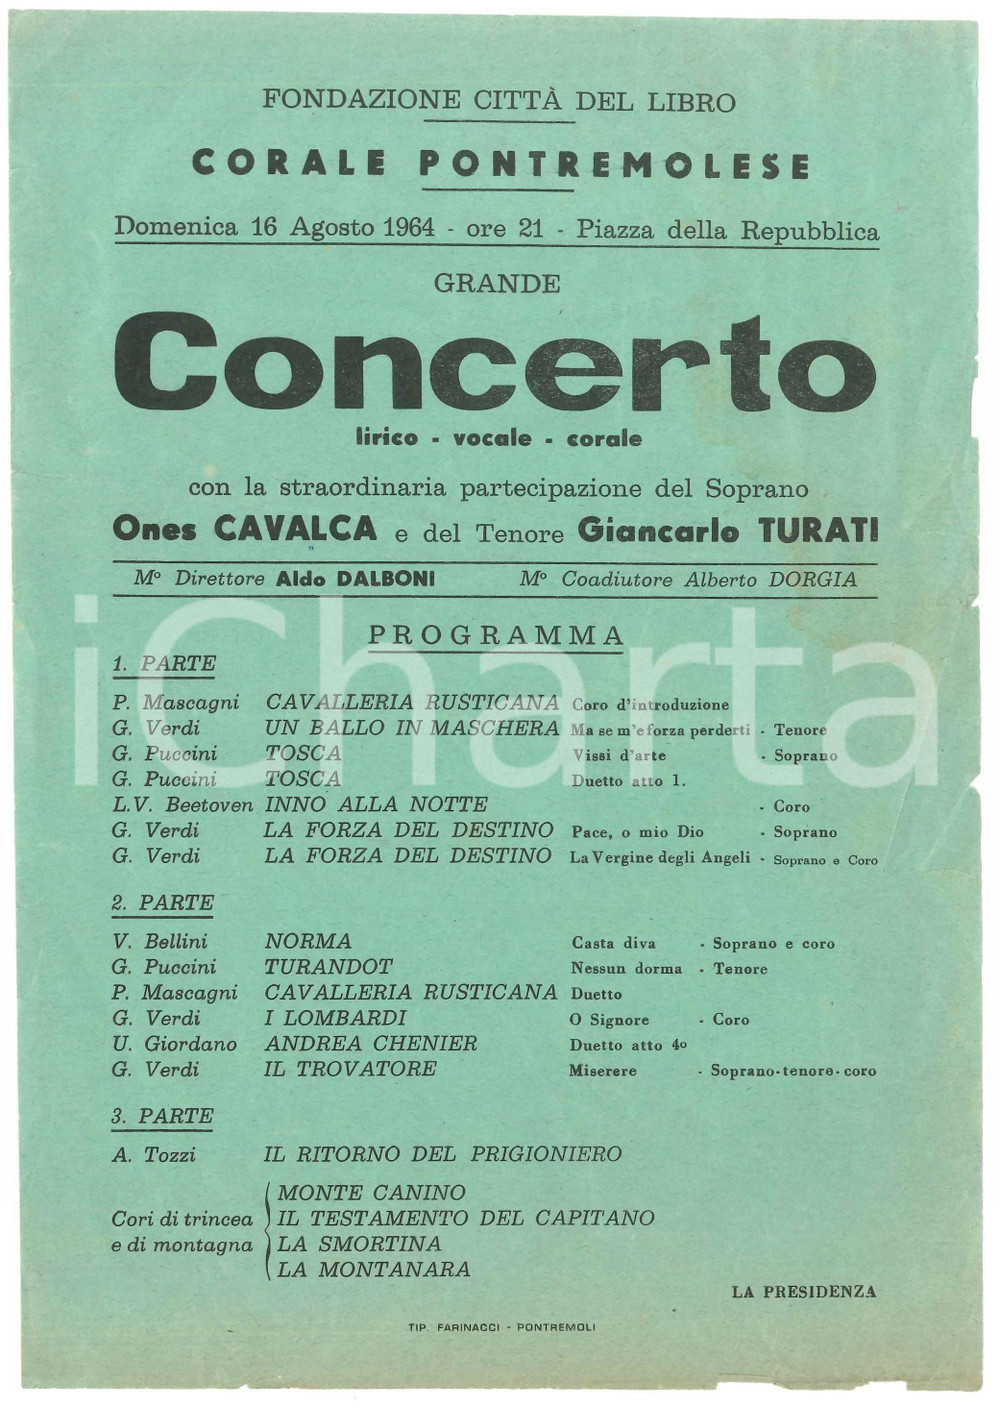 FONDAZIONE CITTÀ DEL LIBRO
CORALE PONTREMOLESE
Domenica 16 Agosto 1964 - ore 21 - Piazza della Repubblica
GRANDE
Concerto
lirico - vocale - corale
con la straordinaria partecipazione del Soprano
Ones CAVALCA e del Tenore Giancarlo TURATI
Mº Direttore Aldo DALBONI Mº Coadiutore Alberto DORGIA
PROGRAMMA
1. PARTE
P. Mascagni CAVALLERIA RUSTICANA Coro d'introduzione
G. Verdi UN BALLO IN MASCHERA Ma se m'e forza perderti - Tenore
G. Puccini TOSCA Vissi d'arte - Soprano
G. Puccini TOSCA Duetto atto 1.
L.V. Beetoven INNO ALLA NOTTE - Coro
G. Verdi LA FORZA DEL DESTINO Pace, o mio Dio - Soprano
G. Verdi LA FORZA DEL DESTINO La Vergine degli Angeli - Soprano e Coro
2. PARTE
V. Bellini NORMA Casta diva - Soprano e coro
G. Puccini TURANDOT Nessun dorma - Tenore
P. Mascagni CAVALLERIA RUSTICANA Duetto
G. Verdi I LOMBARDI O Signore - Coro
U. Giordano ANDREA CHENIER Duetto atto 4º
G. Verdi IL TROVATORE Miserere - Soprano-tenore-coro
3. PARTE
A. Tozzi IL RITORNO DEL PRIGIONIERO
MONTE CANINO
Cori di trincea IL TESTAMENTO DEL CAPITANO
e di montagna LA SMORTINA
LA MONTANARA
LA PRESIDENZA
TIP. FARINACCI - PONTREMOLI
niCharta